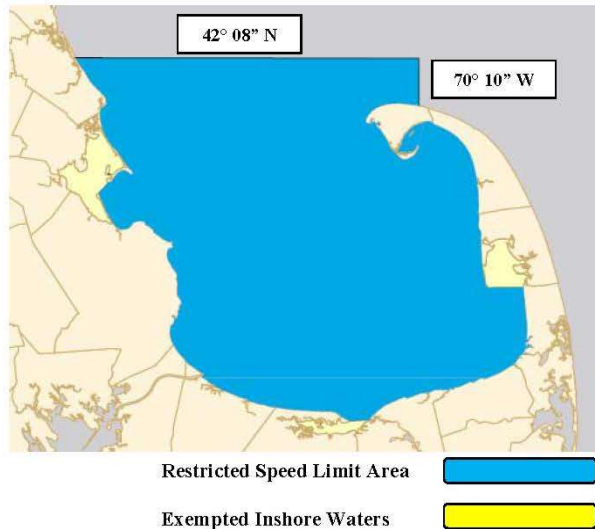 42° 08” N
70° 10” W
Restricted Speed Limit Area
Exempted Inshore Waters